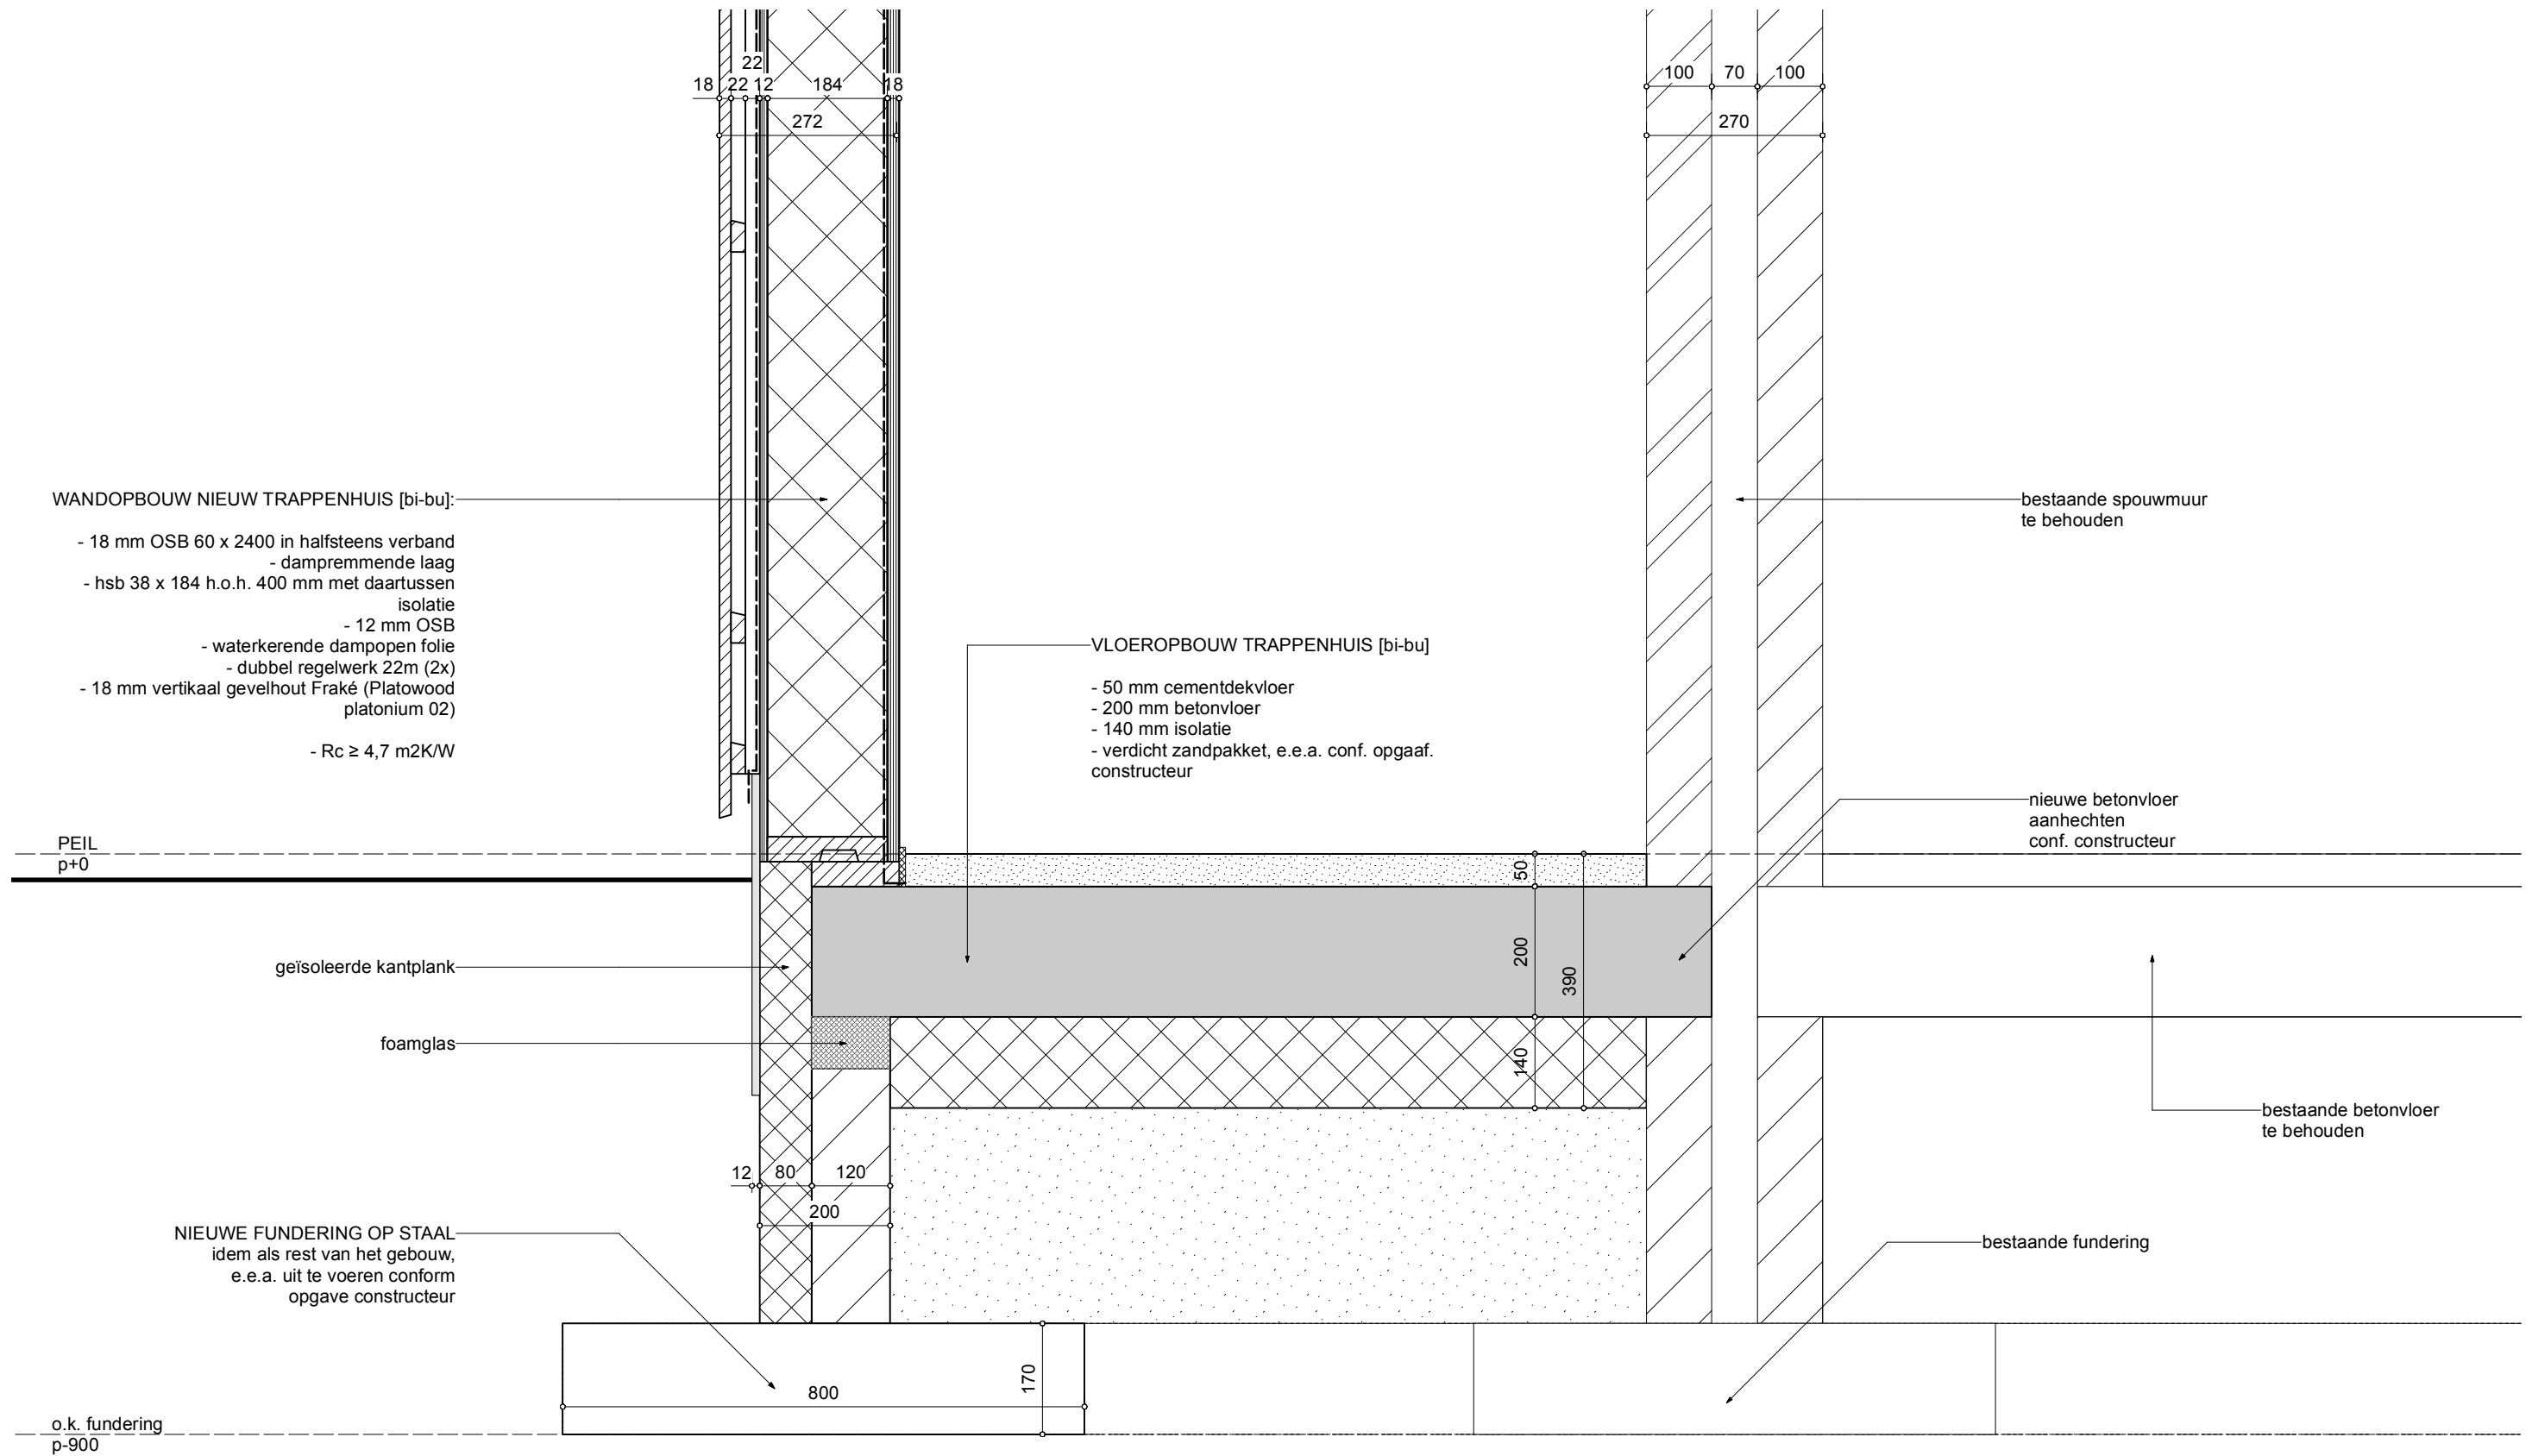 22
18 22 12 184 18
272
100 70 100
270
WANDOPBOUW NIEUW TRAPPENHUIS [bi-bu]:
- 18 mm OSB 60 x 2400 in halfsteens verband
- dampremmende laag
- hsb 38 x 184 h.o.h. 400 mm met daartussen
isolatie
- 12 mm OSB
- waterkerende dampopen folie
- dubbel regelwerk 22m (2x)
- 18 mm vertikaal gevelhout Fraké (Platowood
platonium 02)
- Rc ≥ 4,7 m2K/W
bestaande spouwmuur
te behouden
VLOEROPBOUW TRAPPENHUIS [bi-bu]
- 50 mm cementdekvloer
- 200 mm betonvloer
- 140 mm isolatie
- verdicht zandpakket, e.e.a. conf. opgaaf.
constructeur
nieuwe betonvloer
aanhechten
conf. constructeur
PEIL
p+0
50
200
390
140
geïsoleerde kantplank
foamglas
bestaande betonvloer
te behouden
12 80 120
200
NIEUWE FUNDERING OP STAAL
idem als rest van het gebouw,
e.e.a. uit te voeren conform
opgave constructeur
bestaande fundering
170
800
o.k. fundering
p-900